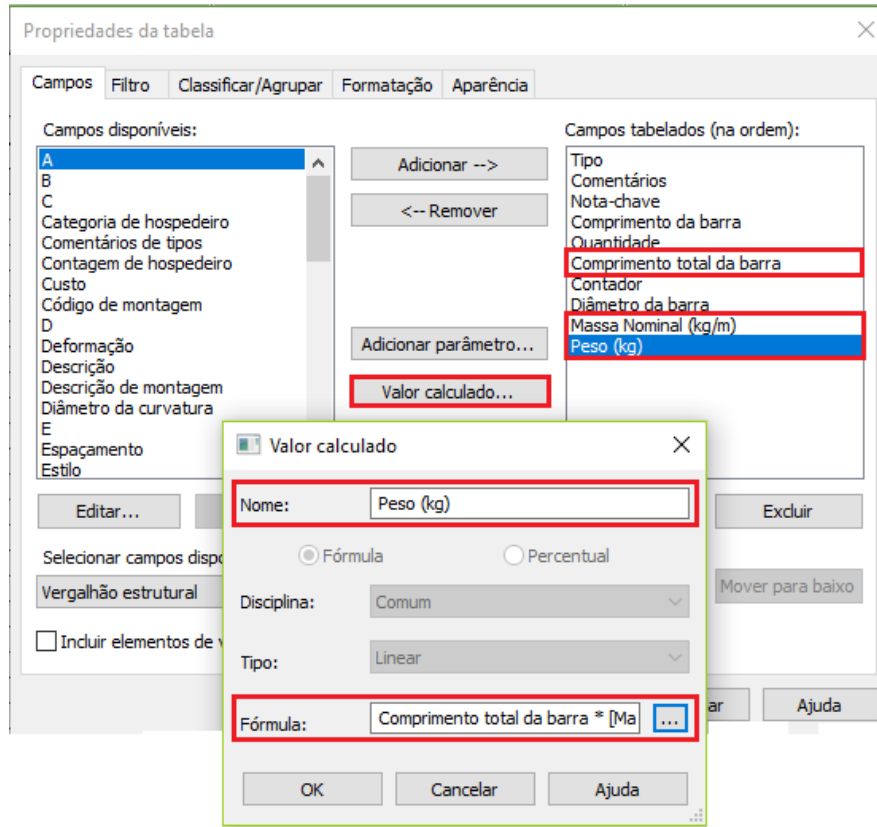 Propriedades da tabela
Campos Filtro Classificar/Agrupar Formatação Aparência
Campos disponíveis:
A
B
C
Categoria de hospedeiro
Comentários de tipos
Contagem de hospedeiro
Custo
Código de montagem
D
Deformação
Descrição
Descrição de montagem
Diâmetro da curvatura
E
Espaçamento
Estilo
Adicionar -->
<-- Remover
Adicionar parâmetro...
Valor calculado...
Campos tabelados (na ordem):
Tipo
Comentários
Nota-chave
Comprimento da barra
Quantidade
Comprimento total da barra
Contador
Diâmetro da barra
Massa Nominal (kg/m)
Peso (kg)
Editar...
Excluir
Selecionar campos
Vergalhão estrutural
Mover para baixo
Incluir elementos de
Ajuda
Valor calculado
Nome: Peso (kg)
Fórmula Percentual
Disciplina: Comum
Tipo: Linear
Fórmula: Comprimento total da barra * [Ma ...
OK Cancelar Ajuda